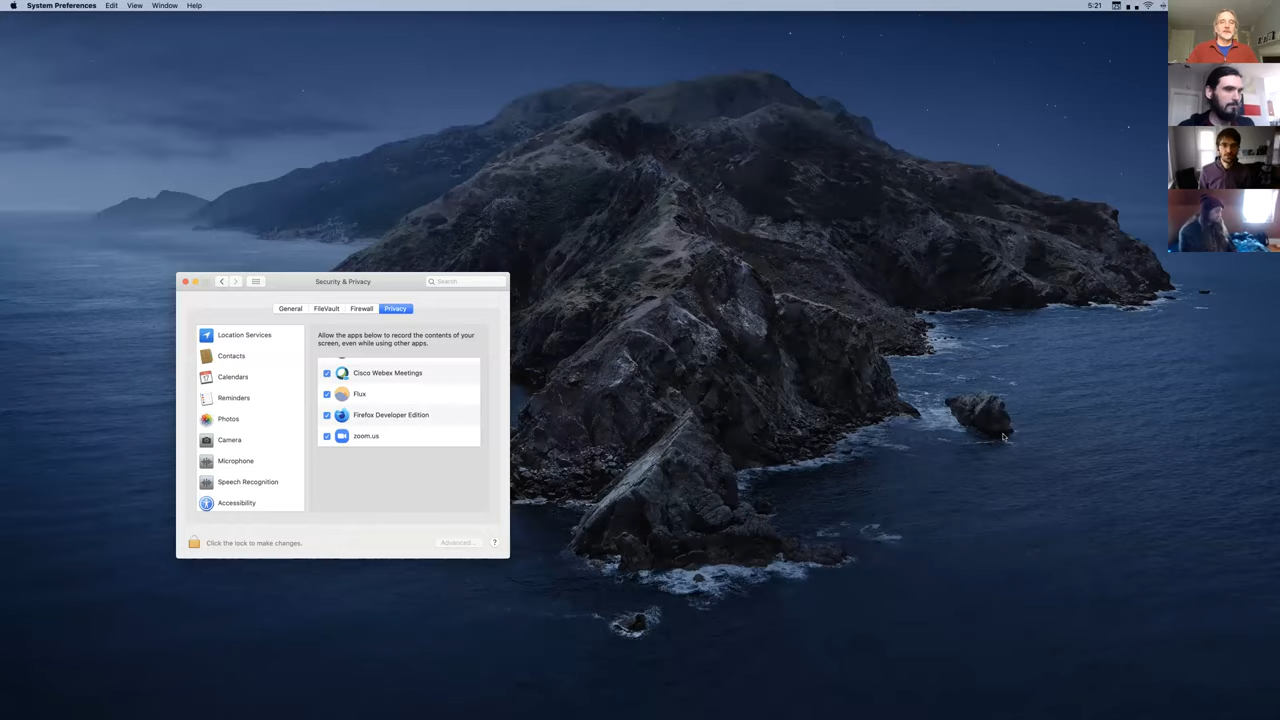 System Preferences Edit View Window Help 5:21
Security & Privacy
Search
General FileVault Firewall Privacy
Location Services
Contacts
Calendars
Reminders
Photos
Camera
Microphone
Speech Recognition
Accessibility
Allow the apps below to record the contents of your
screen, even while using other apps.
Cisco Webex Meetings
Flux
Firefox Developer Edition
zoom.us
Click the lock to make changes.
Advanced...
?